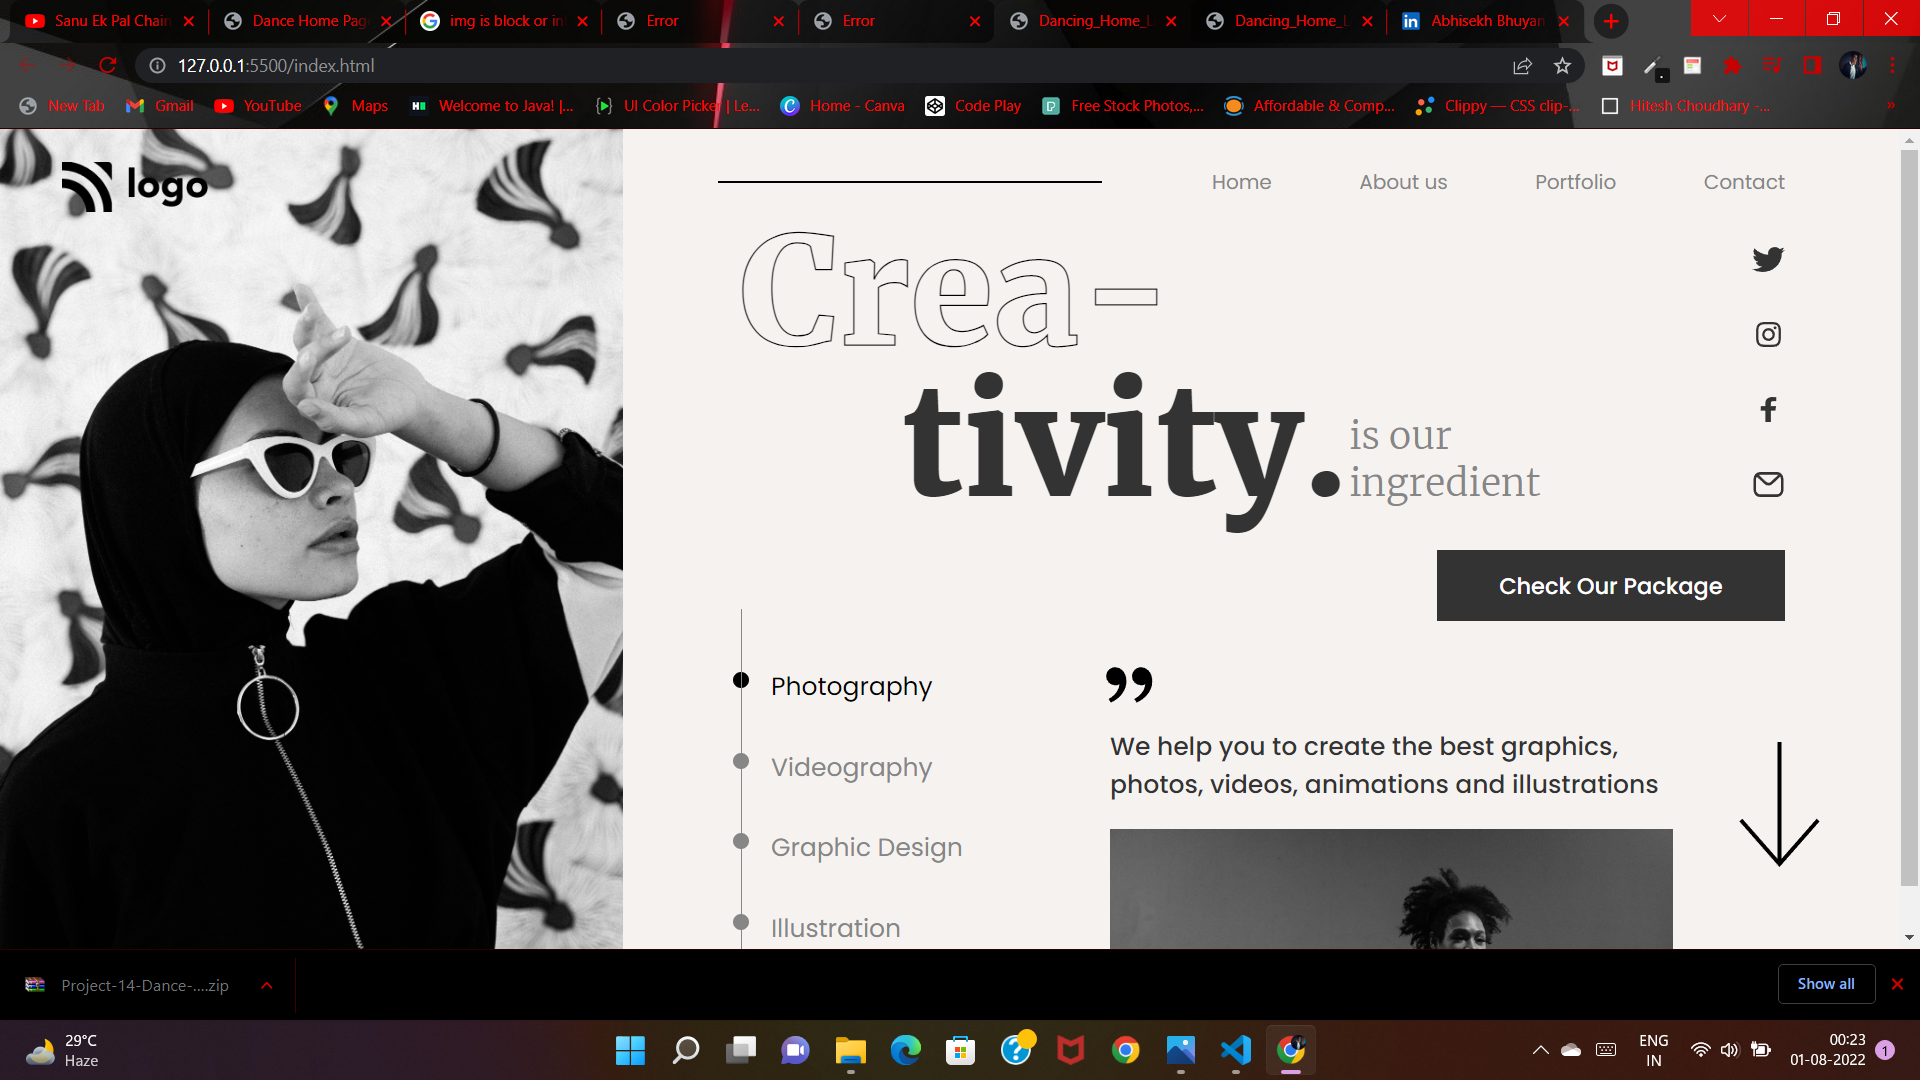 Sanu Ek Pal Chain
Dance Home Pag
img is block or in
Error
Error
Dancing_Home_L
Dancing_Home_L
Abhisekh Bhuyan
127.0.0.1:5500/index.html
New Tab
Gmail
YouTube
Maps
Welcome to Java! |...
UI Color Picker | Le...
Home - Canva
Code Play
Free Stock Photos,...
Affordable & Comp...
Clippy — CSS clip-...
Hitesh Choudhary -...
»
logo
Home
About us
Portfolio
Contact
Crea-
tivity.
is our
ingredient
Check Our Package
Photography
Videography
Graphic Design
Illustration
”
We help you to create the best graphics,
photos, videos, animations and illustrations
Project-14-Dance-....zip
Show all
29°C
Haze
ENG
IN
00:23
01-08-2022
1